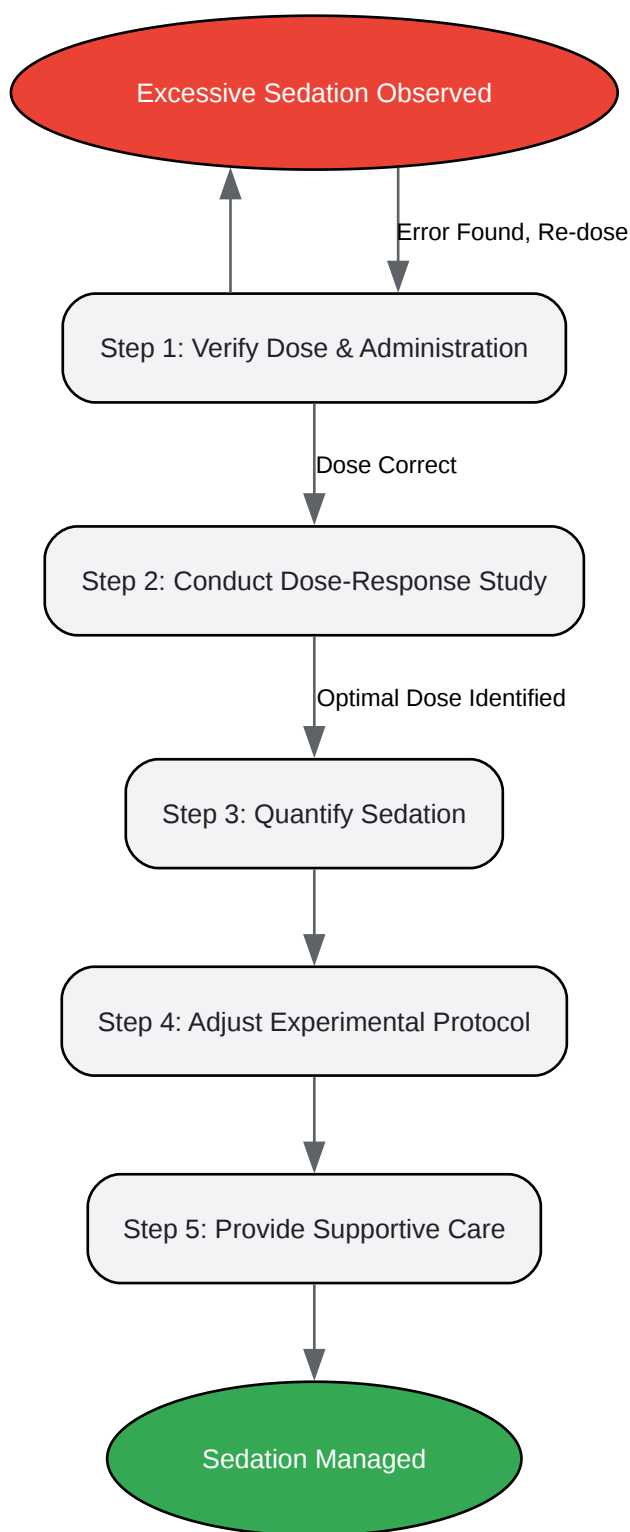 Excessive Sedation Observed
Error Found, Re-dose
Step 1: Verify Dose & Administration
Dose Correct
Step 2: Conduct Dose-Response Study
Optimal Dose Identified
Step 3: Quantify Sedation
Step 4: Adjust Experimental Protocol
Step 5: Provide Supportive Care
Sedation Managed